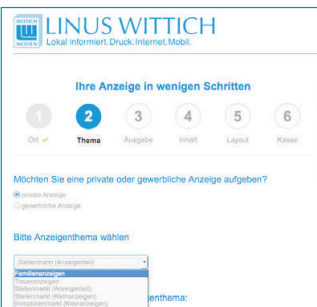 WITTICH
MEDIEN
LINUS WITTICH
Lokal informiert. Druck. Internet. Mobil.
Ihre Anzeige in wenigen Schritten
1 2 3 4 5 6
Ort Thema Ausgabe Inhalt Layout Kasse
Möchten Sie eine private oder gewerbliche Anzeige aufgeben?
private Anzeige
gewerbliche Anzeige
Bitte Anzeigenthema wählen
Stellenmarkt (Anzeigenteil)
Familienanzeigen
Traueranzeigen
Stellenmarkt (Anzeigenteil)
Stellenmarkt (Kleinanzeigen)
Immobilienmarkt (Kleinanzeigen)
enthema: